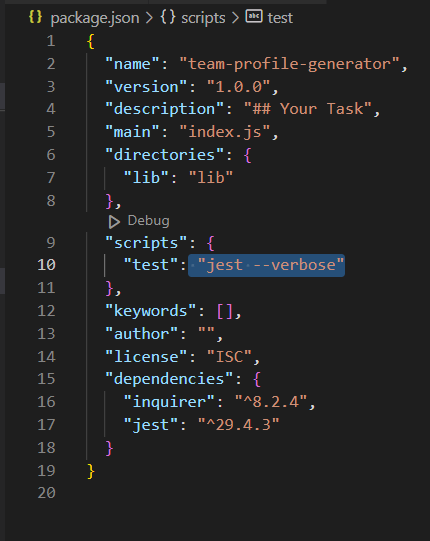 package.json > scripts > test
1 {
2 "name": "team-profile-generator",
3 "version": "1.0.0",
4 "description": "## Your Task",
5 "main": "index.js",
6 "directories": {
7 "lib": "lib"
8 },
Debug
9 "scripts": {
10 "test": "jest --verbose"
11 },
12 "keywords": [],
13 "author": "",
14 "license": "ISC",
15 "dependencies": {
16 "inquirer": "^8.2.4",
17 "jest": "^29.4.3"
18 }
19 }
20